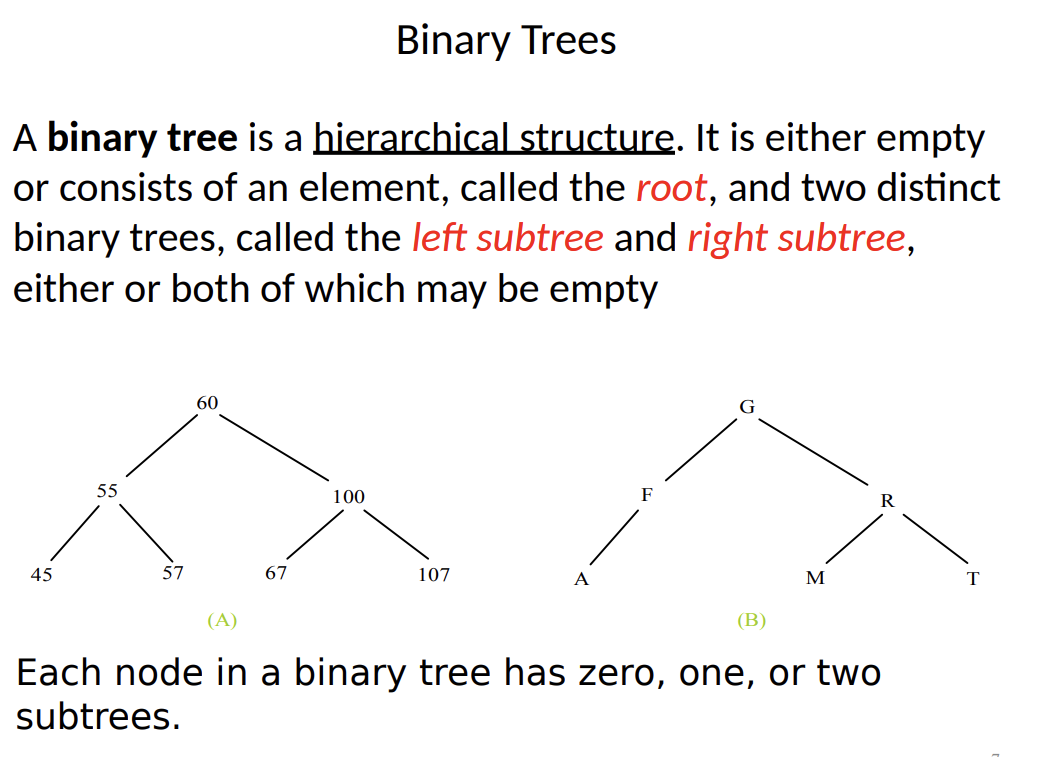 Binary Trees
A binary tree is a hierarchical structure. It is either empty
or consists of an element, called the root, and two distinct
binary trees, called the left subtree and right subtree,
either or both of which may be empty
60
G
55
100
F
R
45
57
67
107
A
M
T
(A)
(B)
Each node in a binary tree has zero, one, or two
subtrees.